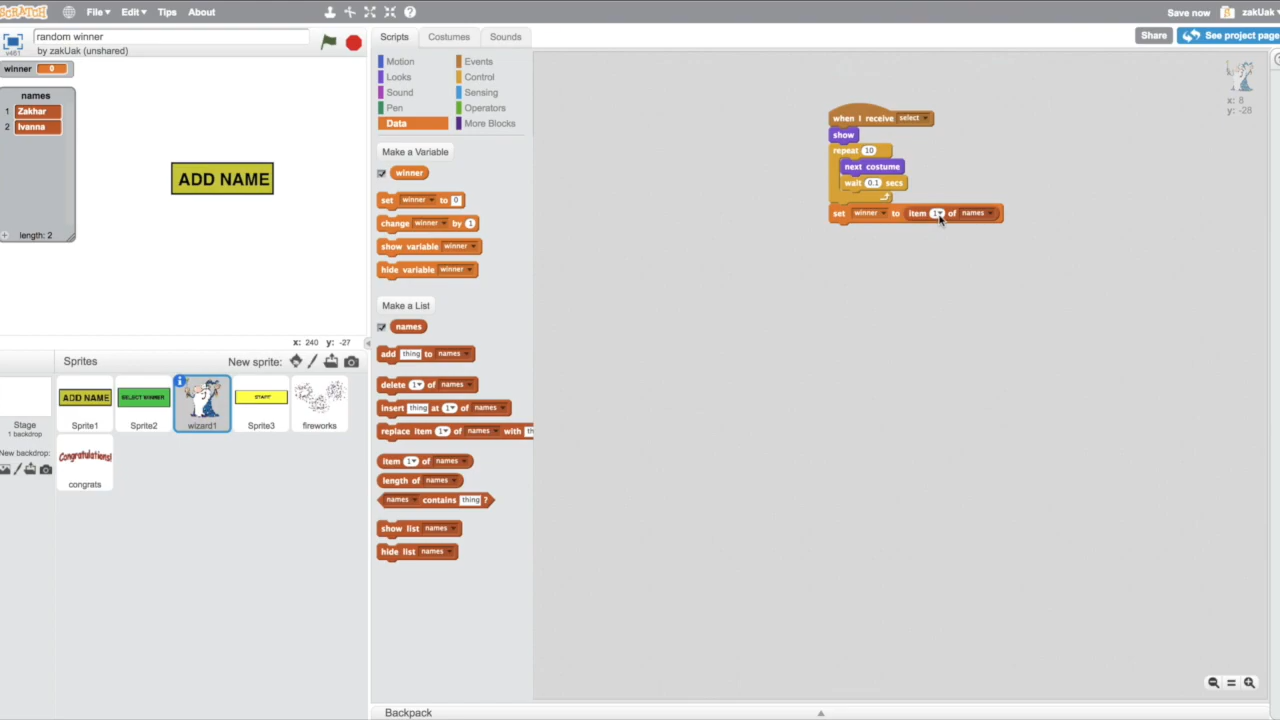 SCRATCH File Edit Tips About Save now zakUak
v461 random winner
by zakUak (unshared)
Scripts Costumes Sounds
Share See project page
winner 0
names
1 Zakhar
2 Ivanna
length: 2
ADD NAME
x: 240 y: -27
Motion Events
Looks Control
Sound Sensing
Pen Operators
Data More Blocks
Make a Variable
winner
set winner to 0
change winner by 1
show variable winner
hide variable winner
Make a List
names
add thing to names
delete 1 of names
insert thing at 1 of names
replace item 1 of names with
item 1 of names
length of names
names contains thing ?
show list names
hide list names
when I receive select
show
repeat 10
next costume
wait 0.1 secs
set winner to item 1 of names
x: 8
y: -28
Sprites New sprite:
Stage
1 backdrop
New backdrop:
ADD NAME
Sprite1
SELECT WINNER
Sprite2
wizard1
START
Sprite3
fireworks
Congratulations!
congrats
Backpack